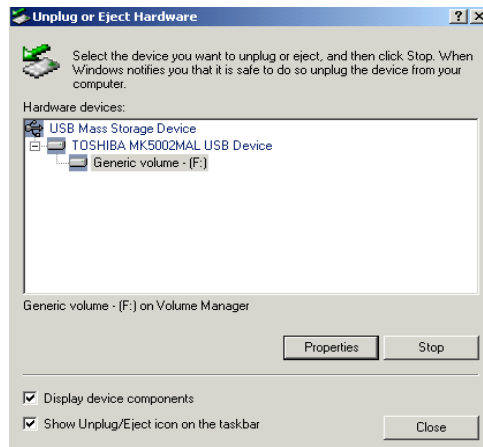 Unplug or Eject Hardware
Select the device you want to unplug or eject, and then click Stop. When
Windows notifies you that it is safe to do so unplug the device from your
computer.
Hardware devices:
USB Mass Storage Device
TOSHIBA MK5002MAL USB Device
Generic volume - (F:)
Generic volume - (F:) on Volume Manager
Properties Stop
Display device components
Show Unplug/Eject icon on the taskbar
Close